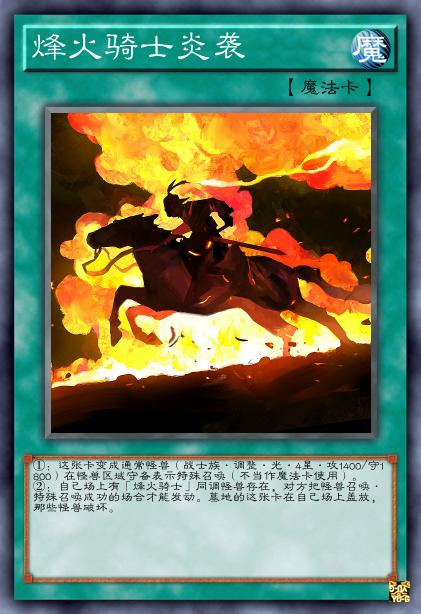 烽火骑士炎袭
魔
【魔法卡】
①：这张卡变成通常怪兽（战士族·调整·光·4星·攻1400/守1
800）在怪兽区域守备表示特殊召唤（不当作魔法卡使用）。
②：自己场上有「烽火骑士」同调怪兽存在，对方把怪兽召唤·
特殊召唤成功的场合才能发动。墓地的这张卡在自己场上盖放，
那些怪兽破坏。